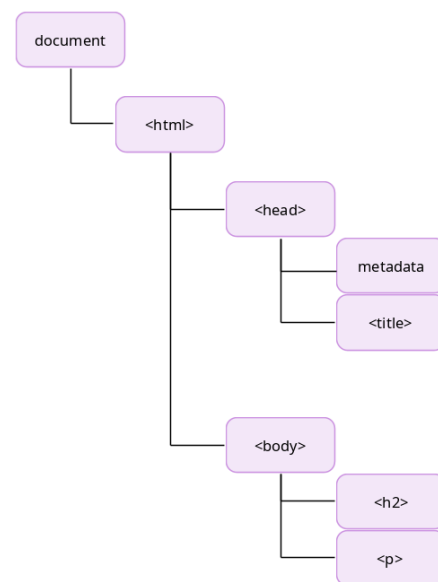 document
<html>
<head>
metadata
<title>
<body>
<h2>
<p>